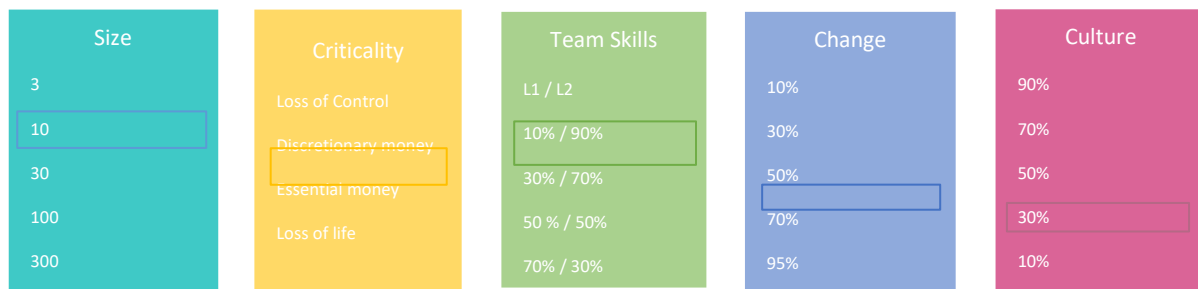 Size
3
10
30
100
300
Criticality
Loss of Control
Discretionary money
Essential money
Loss of life
Team Skills
L1 / L2
10% / 90%
30% / 70%
50 % / 50%
70% / 30%
Change
10%
30%
50%
70%
95%
Culture
90%
70%
50%
30%
10%